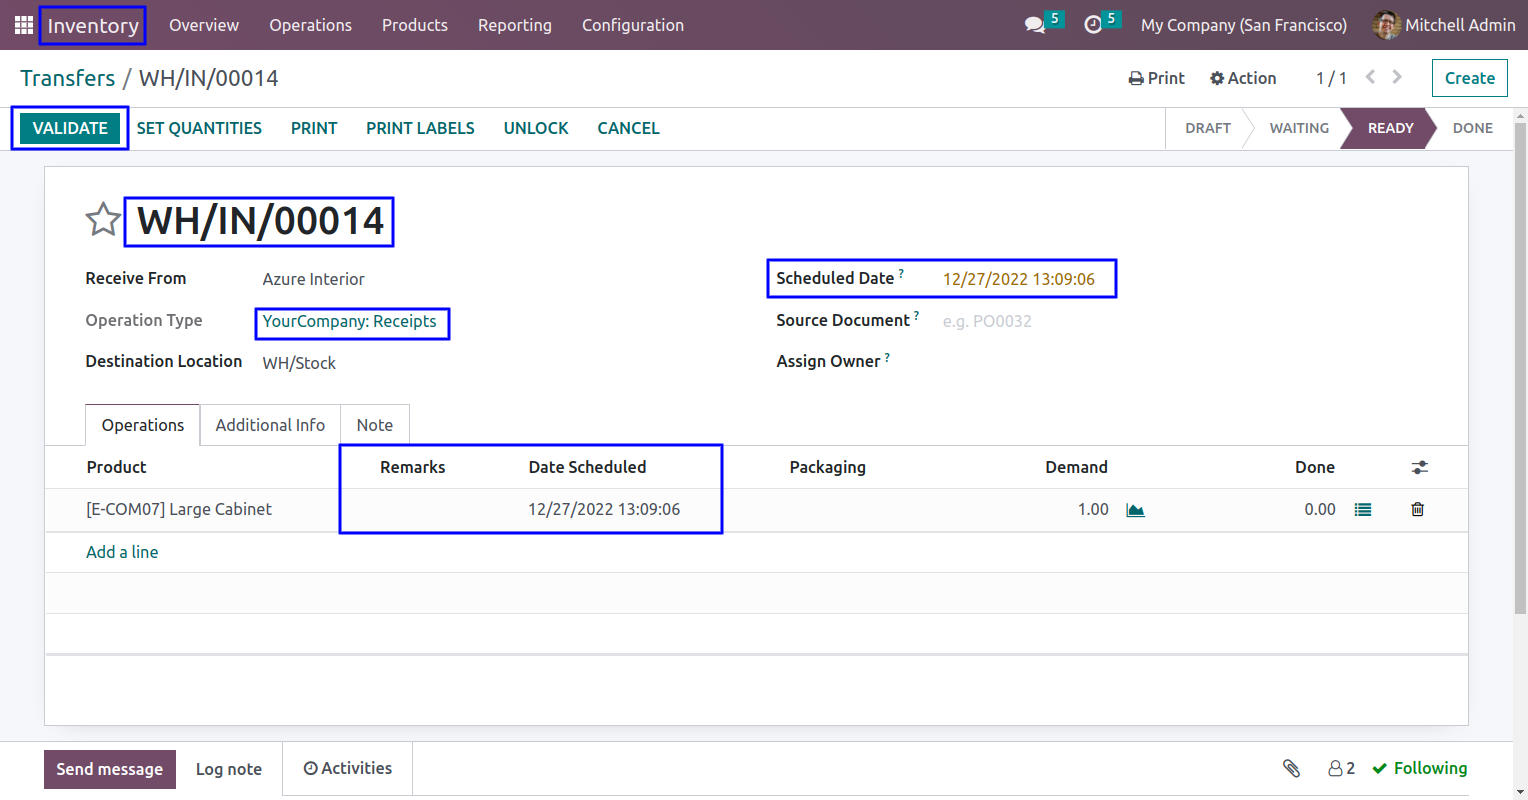 Inventory Overview Operations Products Reporting Configuration 5 5 My Company (San Francisco) Mitchell Admin
Transfers / WH/IN/00014 Print Action 1 / 1 Create
VALIDATE SET QUANTITIES PRINT PRINT LABELS UNLOCK CANCEL DRAFT WAITING READY DONE
WH/IN/00014
Receive From Azure Interior Scheduled Date ? 12/27/2022 13:09:06
Operation Type YourCompany: Receipts Source Document ? e.g. PO0032
Destination Location WH/Stock Assign Owner ?
Operations Additional Info Note
Product Remarks Date Scheduled Packaging Demand Done
[E-COM07] Large Cabinet 12/27/2022 13:09:06 1.00 0.00
Add a line
Send message Log note Activities 2 Following